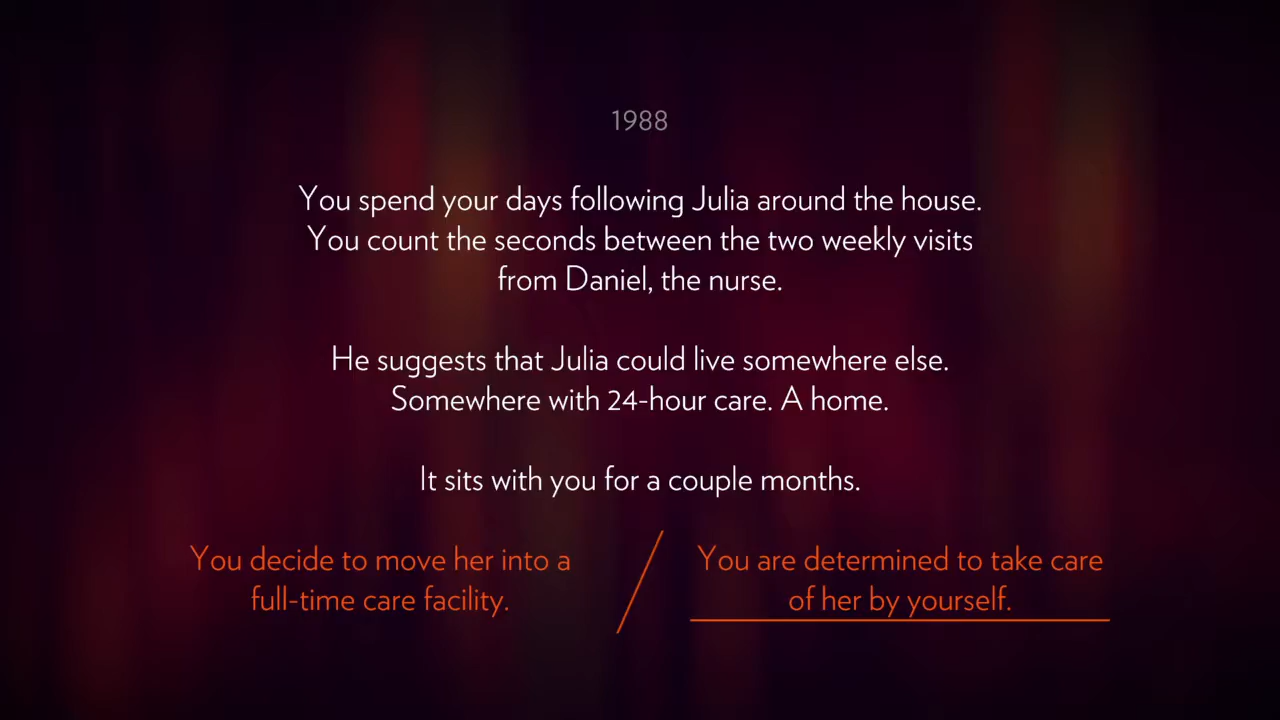 1988
You spend your days following Julia around the house.
You count the seconds between the two weekly visits
from Daniel, the nurse.
He suggests that Julia could live somewhere else.
Somewhere with 24-hour care. A home.
It sits with you for a couple months.
You decide to move her into a
full-time care facility.
You are determined to take care
of her by yourself.